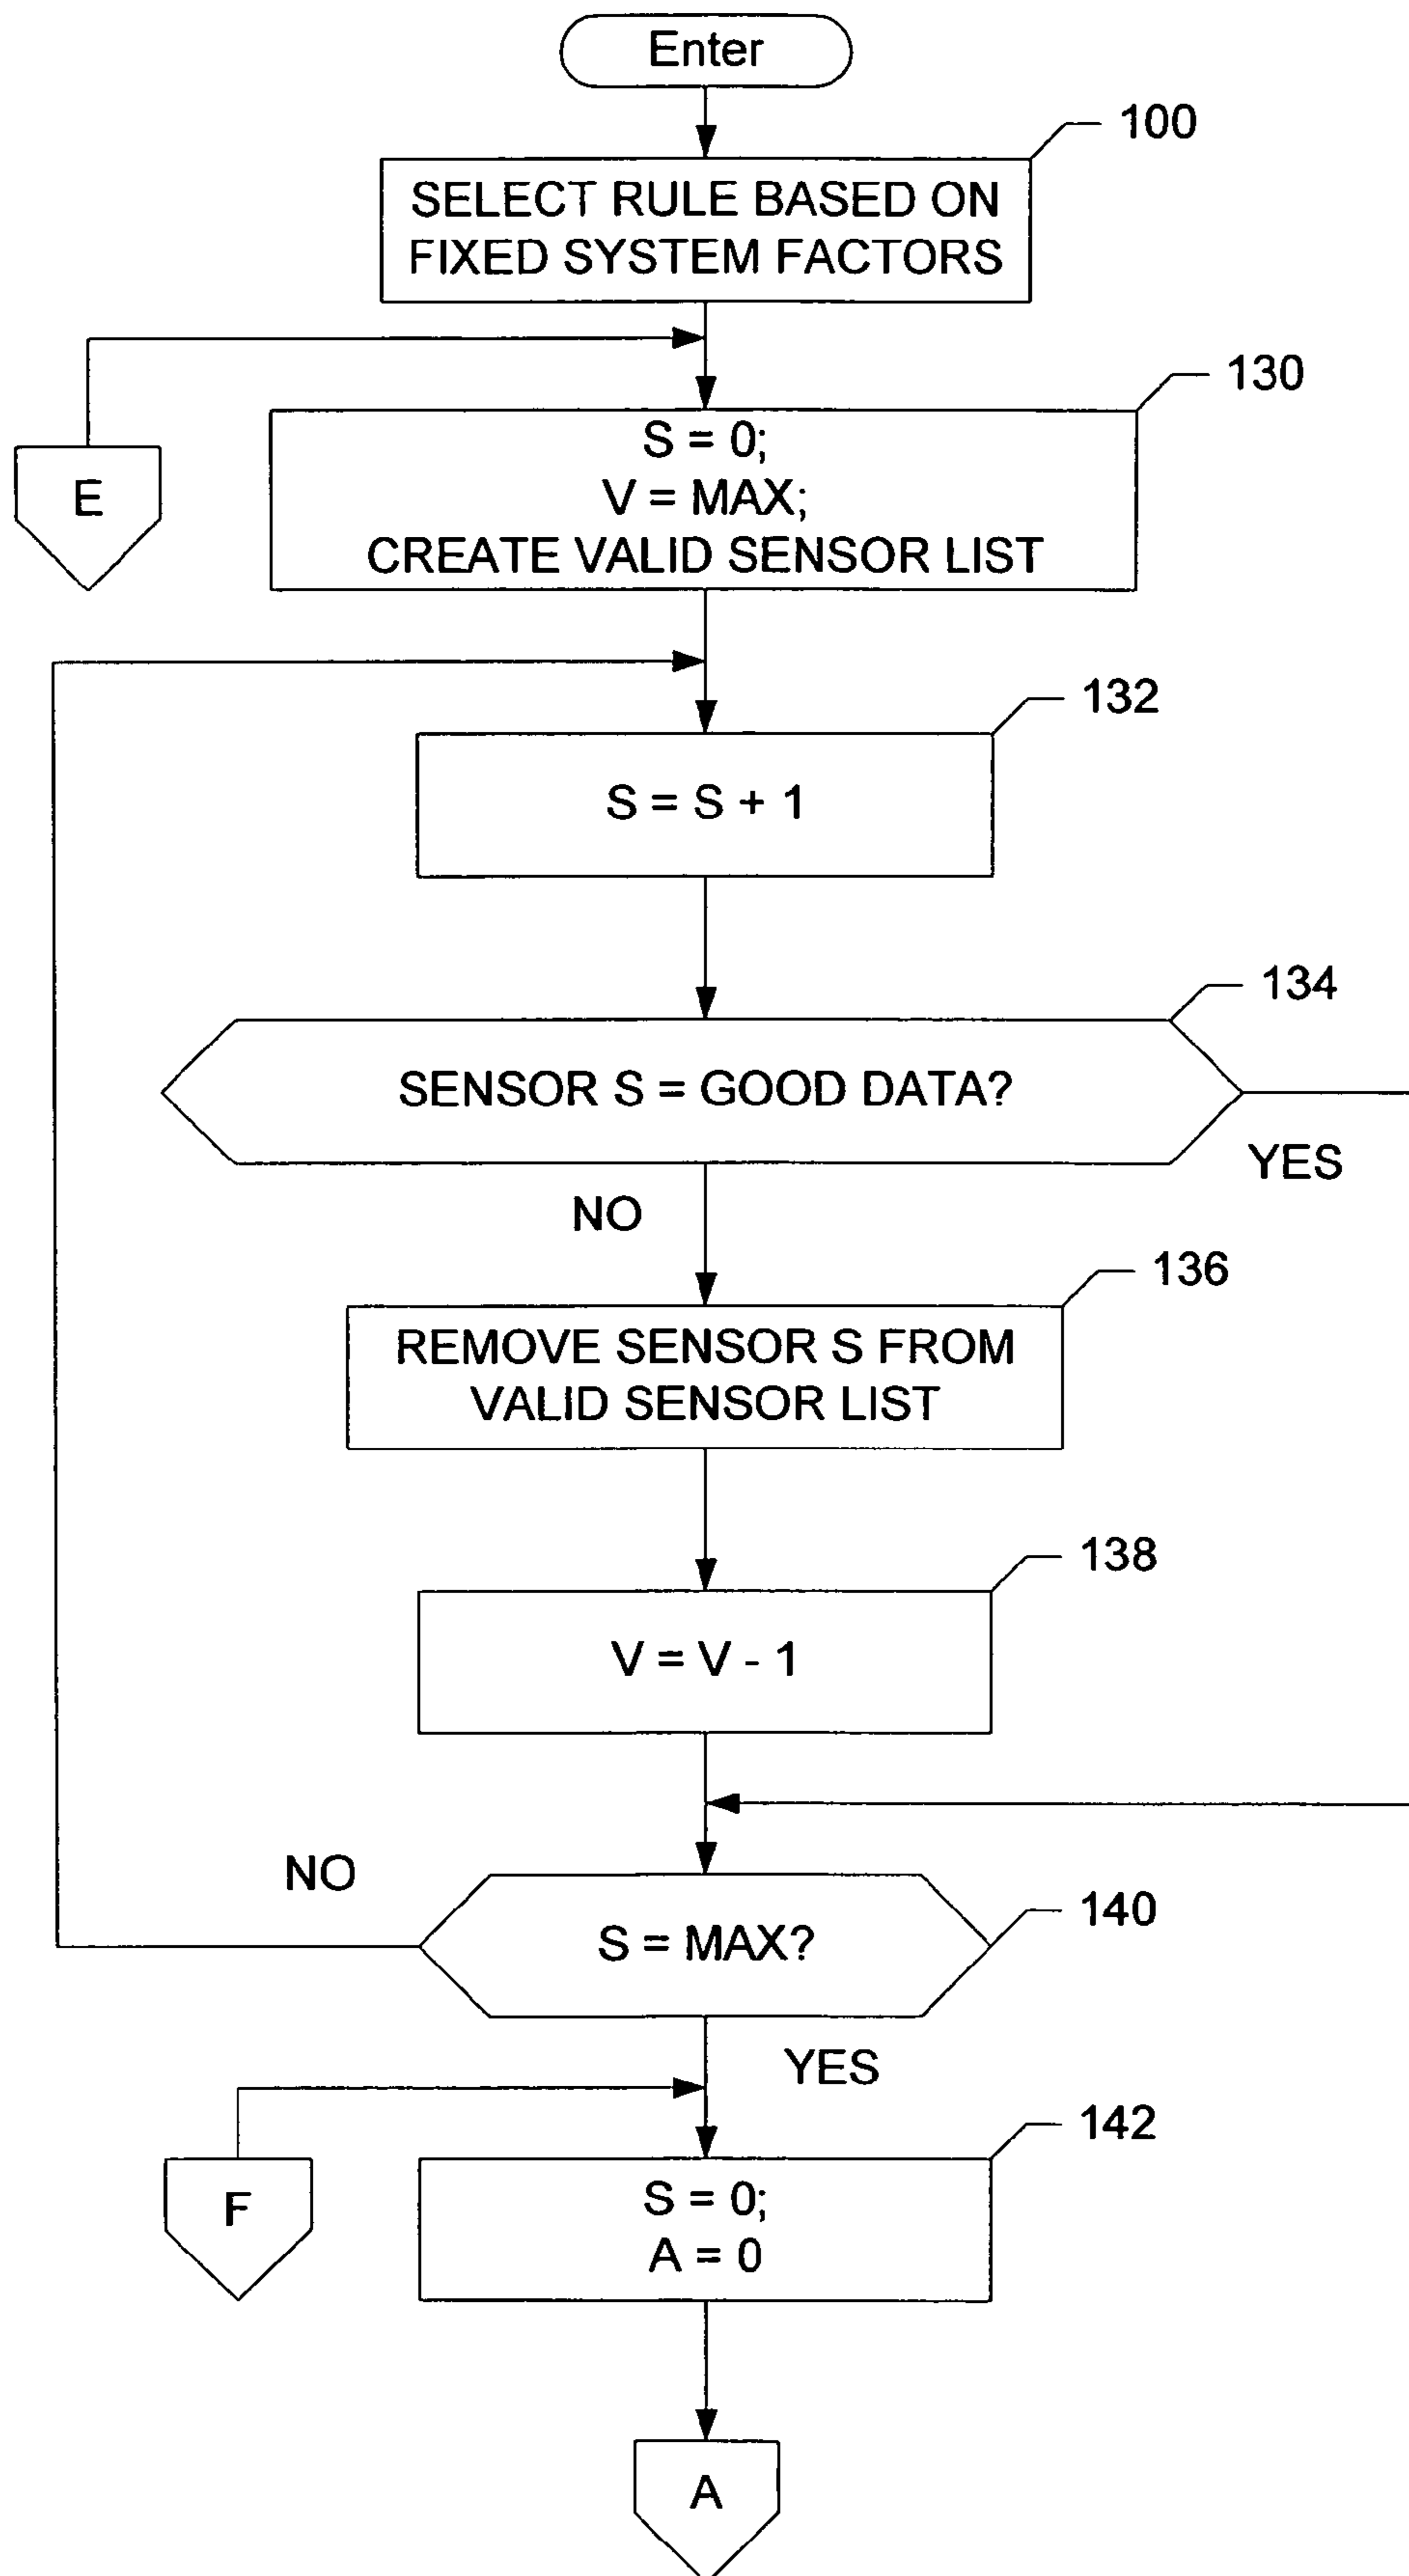 Enter
100
SELECT RULE BASED ON
FIXED SYSTEM FACTORS
130
S = 0;
V = MAX;
CREATE VALID SENSOR LIST
E
132
S = S + 1
134
SENSOR S = GOOD DATA?
YES
NO
136
REMOVE SENSOR S FROM
VALID SENSOR LIST
138
V = V - 1
NO
140
S = MAX?
YES
142
S = 0;
A = 0
F
A